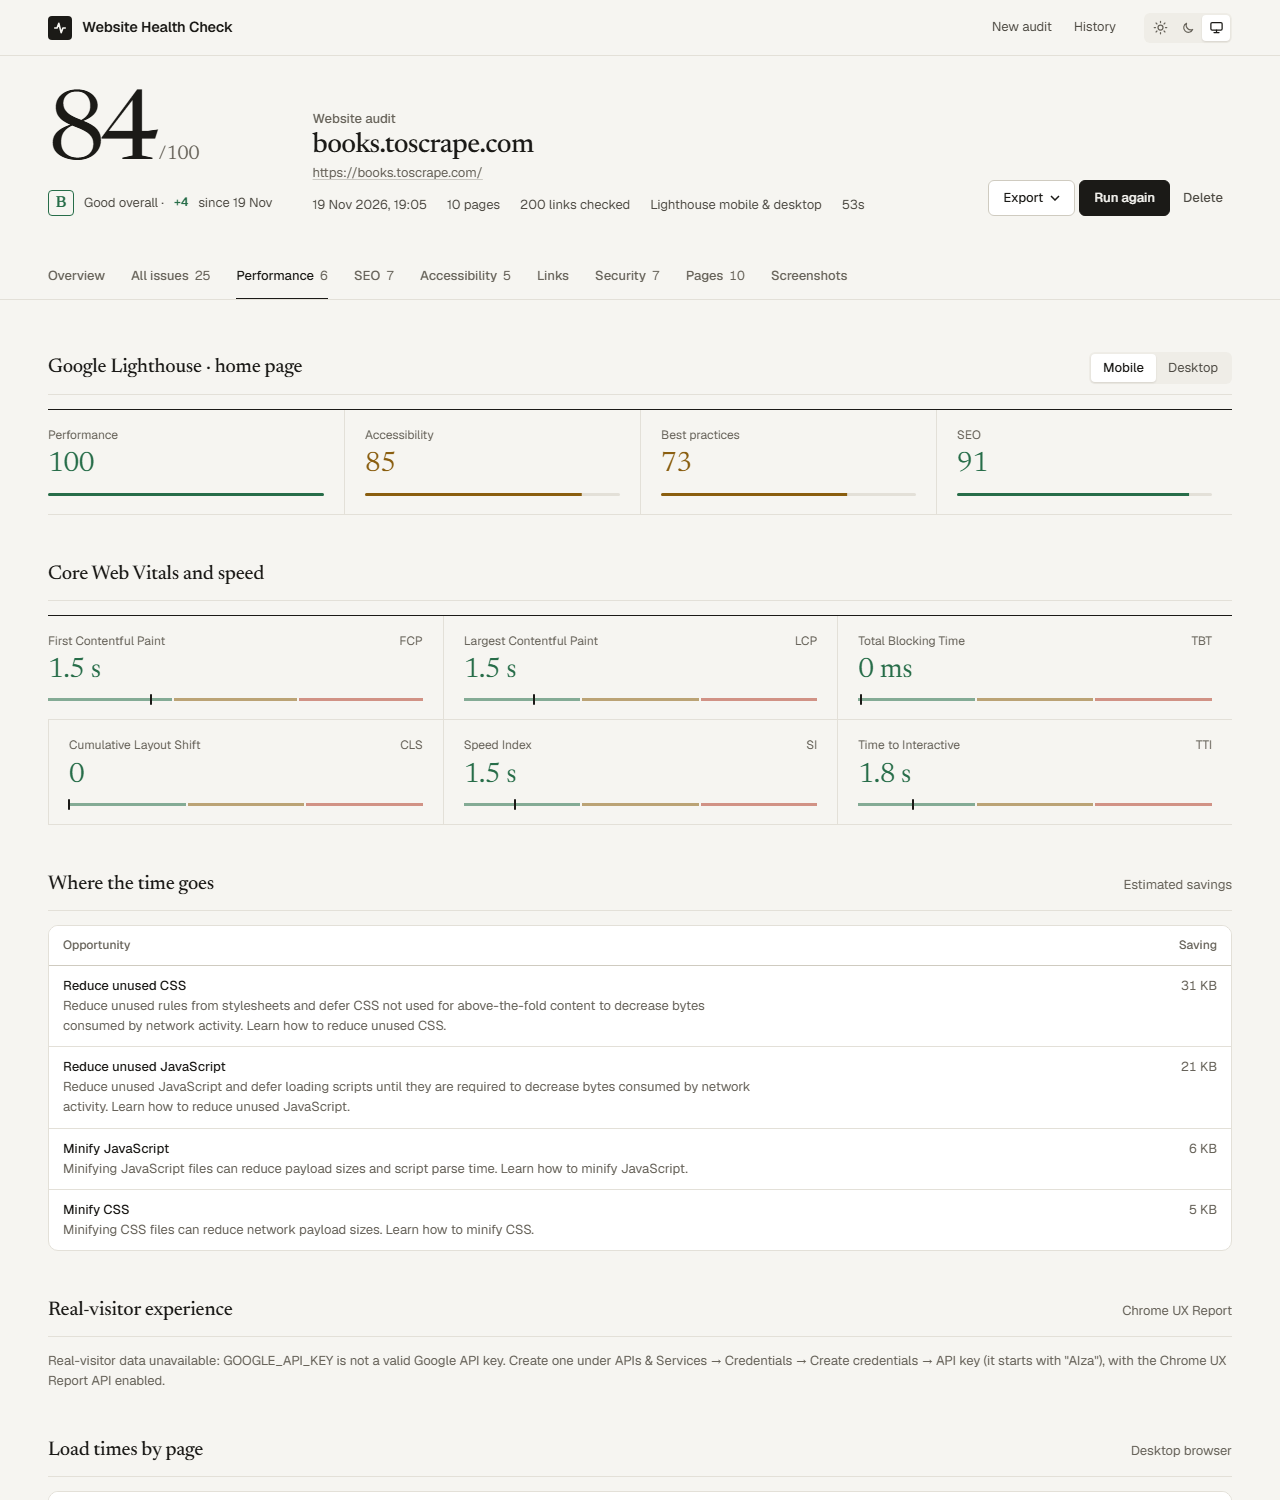 Website Health Check
New audit
History
84/100
Website audit
books.toscrape.com
https://books.toscrape.com/
B
Good overall · +4 since 19 Nov
19 Nov 2026, 19:05
10 pages
200 links checked
Lighthouse mobile & desktop
53s
Export
Run again
Delete
Overview
All issues 25
Performance 6
SEO 7
Accessibility 5
Links
Security 7
Pages 10
Screenshots
Google Lighthouse · home page
Mobile
Desktop
Performance
100
Accessibility
85
Best practices
73
SEO
91
Core Web Vitals and speed
First Contentful Paint
FCP
1.5 s
Largest Contentful Paint
LCP
1.5 s
Total Blocking Time
TBT
0 ms
Cumulative Layout Shift
CLS
0
Speed Index
SI
1.5 s
Time to Interactive
TTI
1.8 s
Where the time goes
Estimated savings
Opportunity
Saving
Reduce unused CSS
31 KB
Reduce unused rules from stylesheets and defer CSS not used for above-the-fold content to decrease bytes
consumed by network activity. Learn how to reduce unused CSS.
Reduce unused JavaScript
21 KB
Reduce unused JavaScript and defer loading scripts until they are required to decrease bytes consumed by network
activity. Learn how to reduce unused JavaScript.
Minify JavaScript
6 KB
Minifying JavaScript files can reduce payload sizes and script parse time. Learn how to minify JavaScript.
Minify CSS
5 KB
Minifying CSS files can reduce network payload sizes. Learn how to minify CSS.
Real-visitor experience
Chrome UX Report
Real-visitor data unavailable: GOOGLE_API_KEY is not a valid Google API key. Create one under APIs & Services → Credentials → Create credentials → API key (it starts with "AIza"), with the Chrome UX
Report API enabled.
Load times by page
Desktop browser